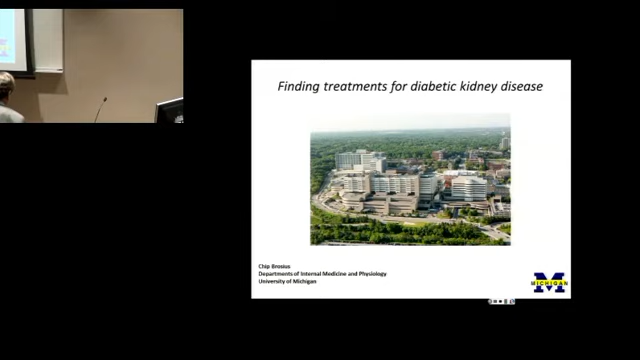 Finding treatments for diabetic kidney disease
Chip Brosius
Departments of Internal Medicine and Physiology
University of Michigan
MICHIGAN